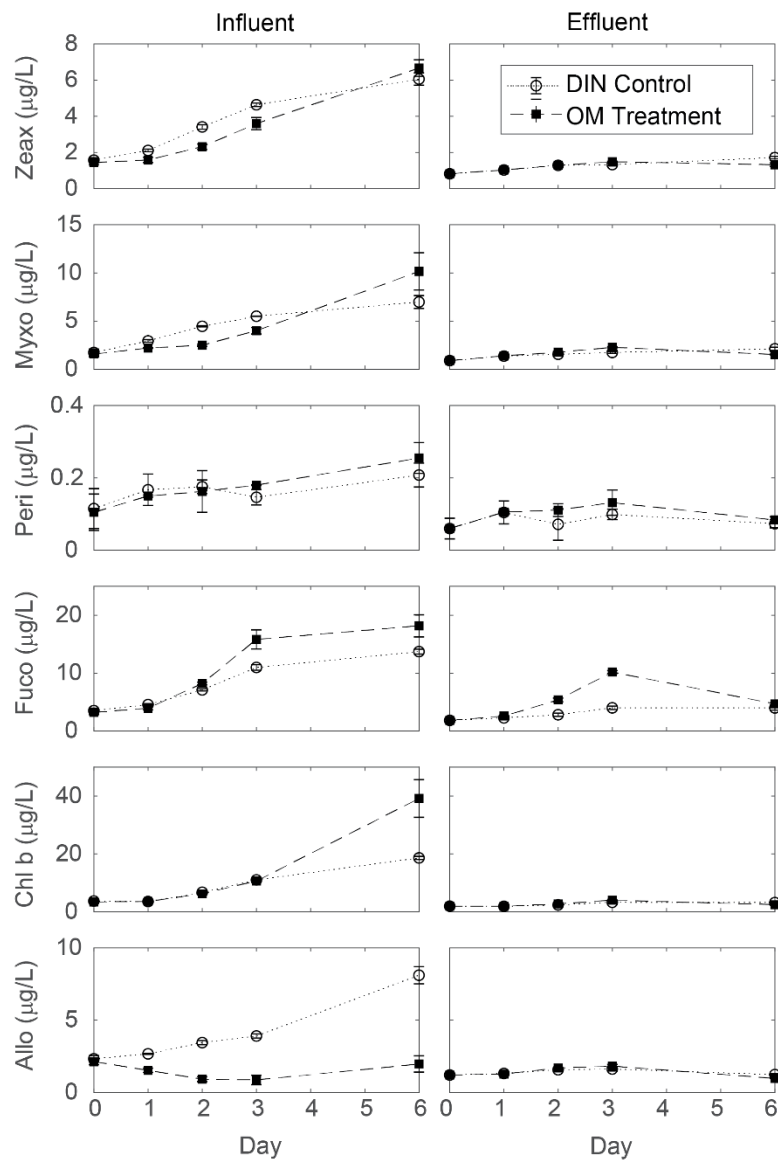 Influent
Effluent
Zeax (µg/L)
8
6
4
2
0
DIN Control
OM Treatment
Myxo (µg/L)
15
10
5
0
Peri (µg/L)
0.4
0.2
0
Fuco (µg/L)
20
10
0
Chl b (µg/L)
40
20
0
Allo (µg/L)
10
5
0
0 1 2 3 4 5 6
0 1 2 3 4 5 6
Day
Day